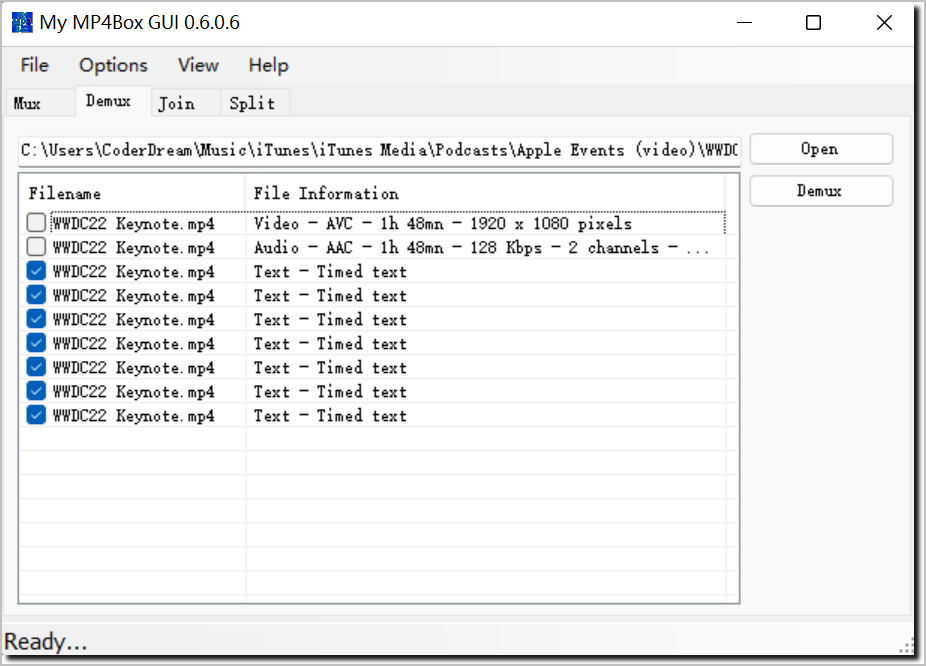 My MP4Box GUI 0.6.0.6
File Options View Help
Mux Demux Join Split
C:\Users\CoderDream\Music\iTunes\iTunes Media\Podcasts\Apple Events (video)\WWDC Open
Demux
Filename File Information
WWDC22 Keynote.mp4 Video - AVC - 1h 48mn - 1920 x 1080 pixels
WWDC22 Keynote.mp4 Audio - AAC - 1h 48mn - 128 Kbps - 2 channels - ...
WWDC22 Keynote.mp4 Text - Timed text
WWDC22 Keynote.mp4 Text - Timed text
WWDC22 Keynote.mp4 Text - Timed text
WWDC22 Keynote.mp4 Text - Timed text
WWDC22 Keynote.mp4 Text - Timed text
WWDC22 Keynote.mp4 Text - Timed text
WWDC22 Keynote.mp4 Text - Timed text
Ready...